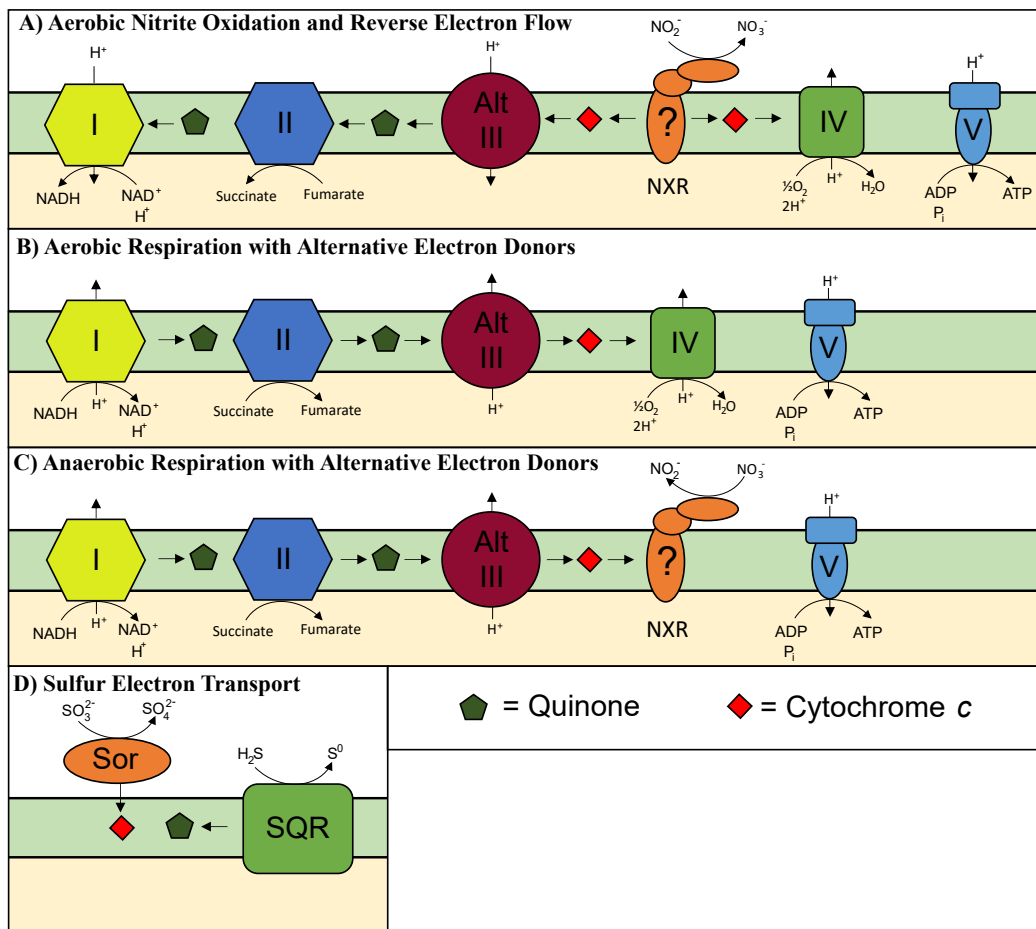 A) Aerobic Nitrite Oxidation and Reverse Electron Flow
NO₂⁻ NO₃⁻
H⁺ H⁺ H⁺
I II Alt III ? IV V
NXR
NADH NAD⁺ H⁺
Succinate Fumarate
½O₂ 2H⁺ H⁺ H₂O
ADP Pᵢ ATP
B) Aerobic Respiration with Alternative Electron Donors
H⁺
I II Alt III IV V
NADH H⁺ NAD⁺ H⁺
Succinate Fumarate
H⁺
½O₂ 2H⁺ H⁺ H₂O
ADP Pᵢ ATP
C) Anaerobic Respiration with Alternative Electron Donors
NO₂⁻ NO₃⁻
H⁺
I II Alt III ? V
NXR
NADH H⁺ NAD⁺ H⁺
Succinate Fumarate
H⁺
ADP Pᵢ ATP
D) Sulfur Electron Transport
SO₃²⁻ SO₄²⁻
Sor
H₂S S⁰
SQR
= Quinone
= Cytochrome c